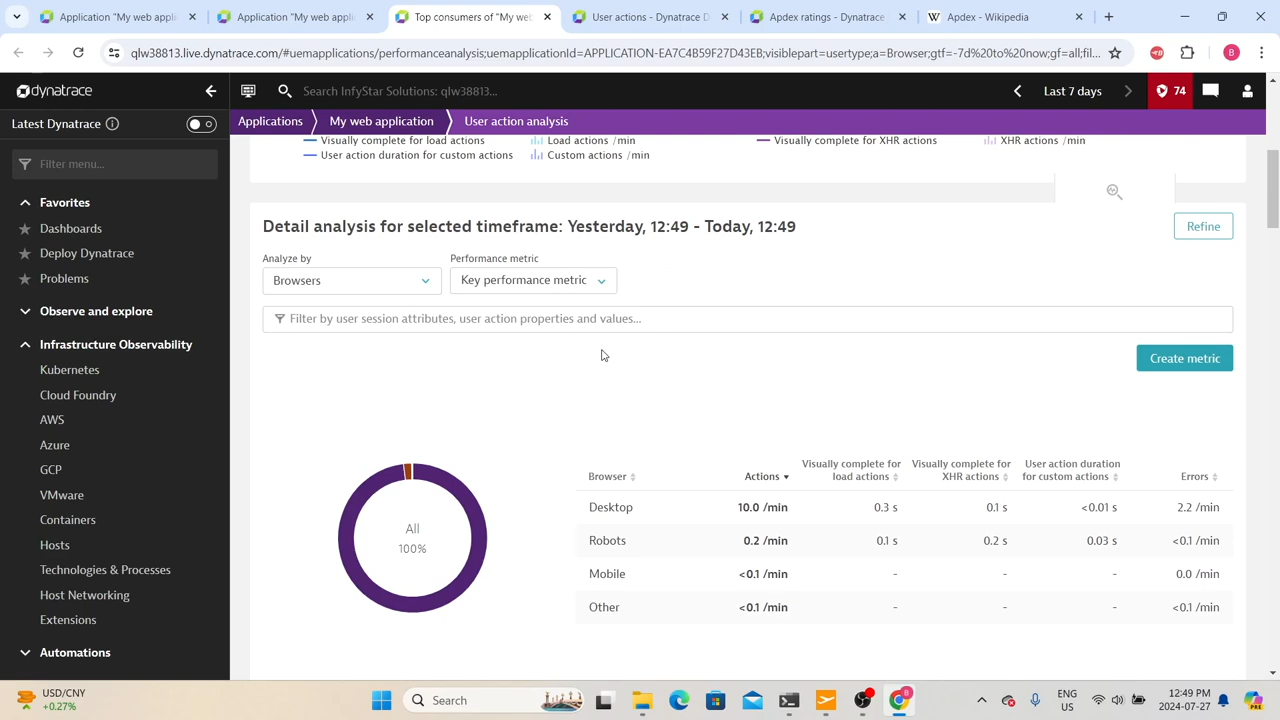 Application "My web appl
Application "My web appl
Top consumers of "My we
User actions - Dynatrace D
Apdex ratings - Dynatrace
Apdex - Wikipedia
qlw38813.live.dynatrace.com/#uemapplications/performanceanalysis;uemapplicationId=APPLICATION-EA7C4B59F27D43EB;visiblepart=usertype;a=Browser;gtf=-7d%20to%20now;gf=all;fil...
B
dynatrace
Search InfyStar Solutions: qlw38813...
Last 7 days
74
Latest Dynatrace
Applications
My web application
User action analysis
Filter menu...
Visually complete for load actions
Load actions /min
Visually complete for XHR actions
XHR actions /min
User action duration for custom actions
Custom actions /min
Favorites
Dashboards
Deploy Dynatrace
Problems
Observe and explore
Infrastructure Observability
Kubernetes
Cloud Foundry
AWS
Azure
GCP
VMware
Containers
Hosts
Technologies & Processes
Host Networking
Extensions
Automations
Detail analysis for selected timeframe: Yesterday, 12:49 - Today, 12:49
Refine
Analyze by
Performance metric
Browsers
Key performance metric
Filter by user session attributes, user action properties and values...
Create metric
All
100%
Browser Actions Visually complete for load actions Visually complete for XHR actions User action duration for custom actions Errors
Desktop 10.0 /min 0.3 s 0.1 s <0.01 s 2.2 /min
Robots 0.2 /min 0.1 s 0.2 s 0.03 s <0.1 /min
Mobile <0.1 /min - - - 0.0 /min
Other <0.1 /min - - - <0.1 /min
USD/CNY
+0.27%
Search
ENG
US
12:49 PM
2024-07-27
PRE